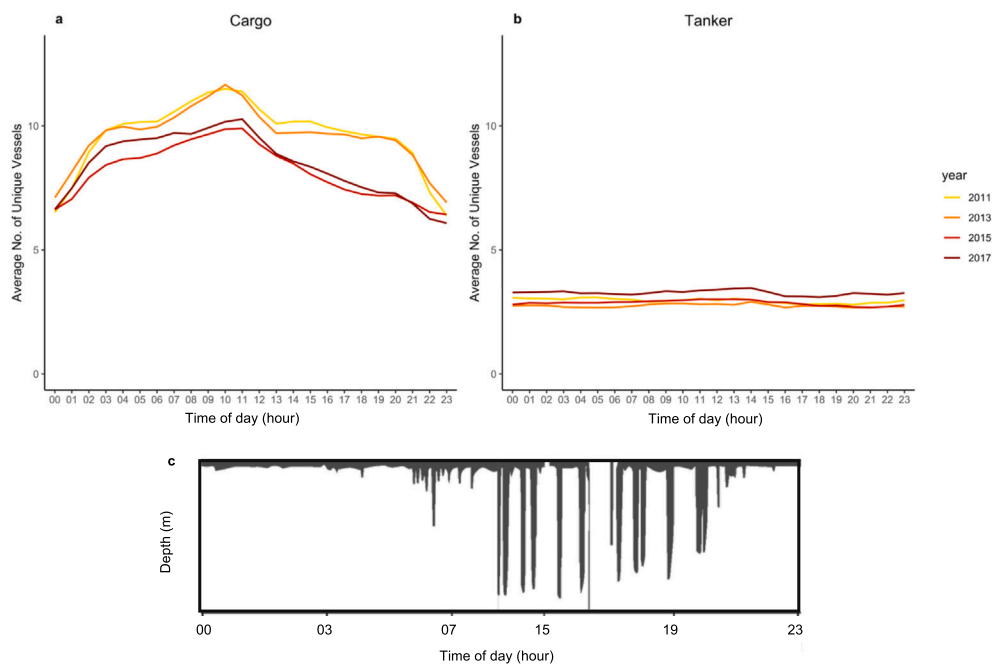 a
Cargo
Average No. of Unique Vessels
10
5
0
00 01 02 03 04 05 06 07 08 09 10 11 12 13 14 15 16 17 18 19 20 21 22 23
Time of day (hour)
b
Tanker
Average No. of Unique Vessels
10
5
0
00 01 02 03 04 05 06 07 08 09 10 11 12 13 14 15 16 17 18 19 20 21 22 23
Time of day (hour)
year
2011
2013
2015
2017
c
Depth (m)
00 03 07 15 19 23
Time of day (hour)